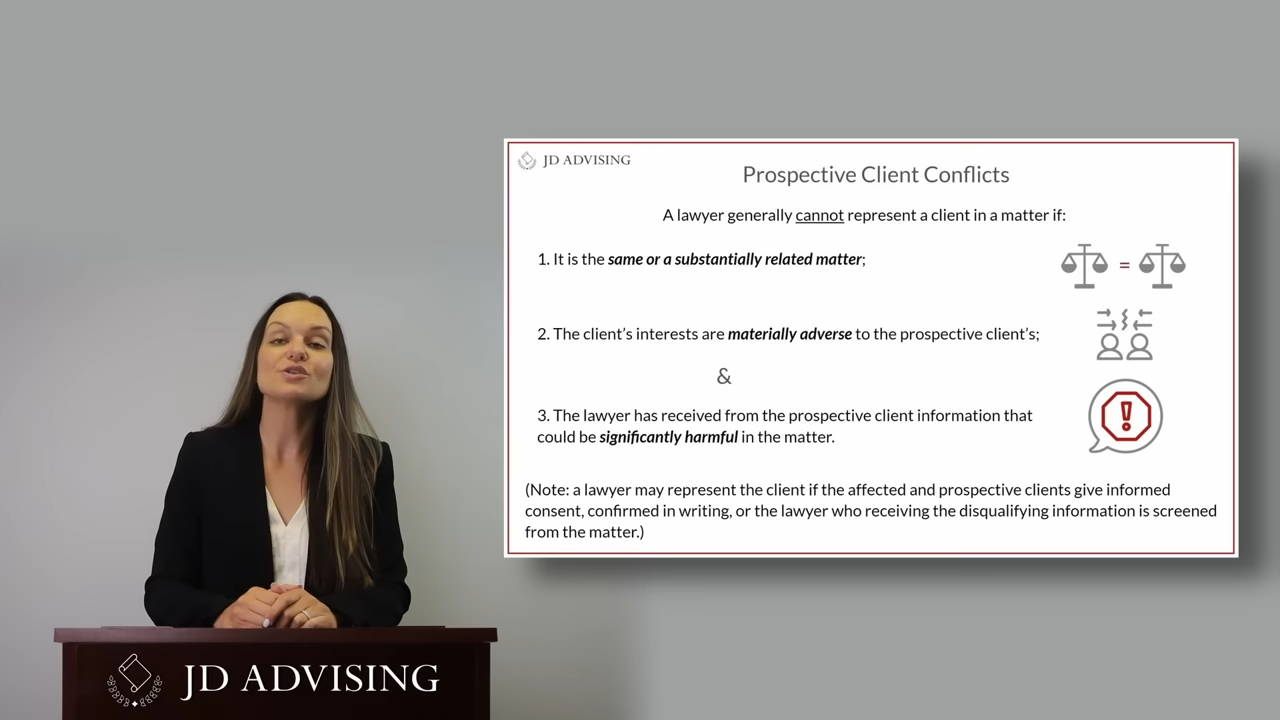 JD ADVISING
Prospective Client Conflicts
A lawyer generally cannot represent a client in a matter if:
1. It is the same or a substantially related matter;
=
2. The client's interests are materially adverse to the prospective client's;
&
3. The lawyer has received from the prospective client information that
could be significantly harmful in the matter.
!
(Note: a lawyer may represent the client if the affected and prospective clients give informed
consent, confirmed in writing, or the lawyer who receiving the disqualifying information is screened
from the matter.)
JD ADVISING